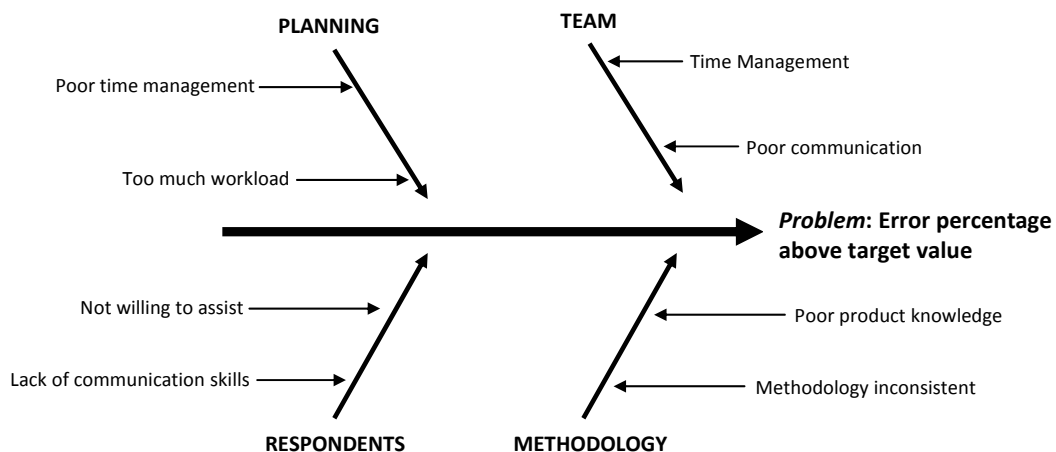 PLANNING
TEAM
Poor time management
Time Management
Too much workload
Poor communication
Problem: Error percentage
above target value
Not willing to assist
Poor product knowledge
Lack of communication skills
Methodology inconsistent
RESPONDENTS
METHODOLOGY